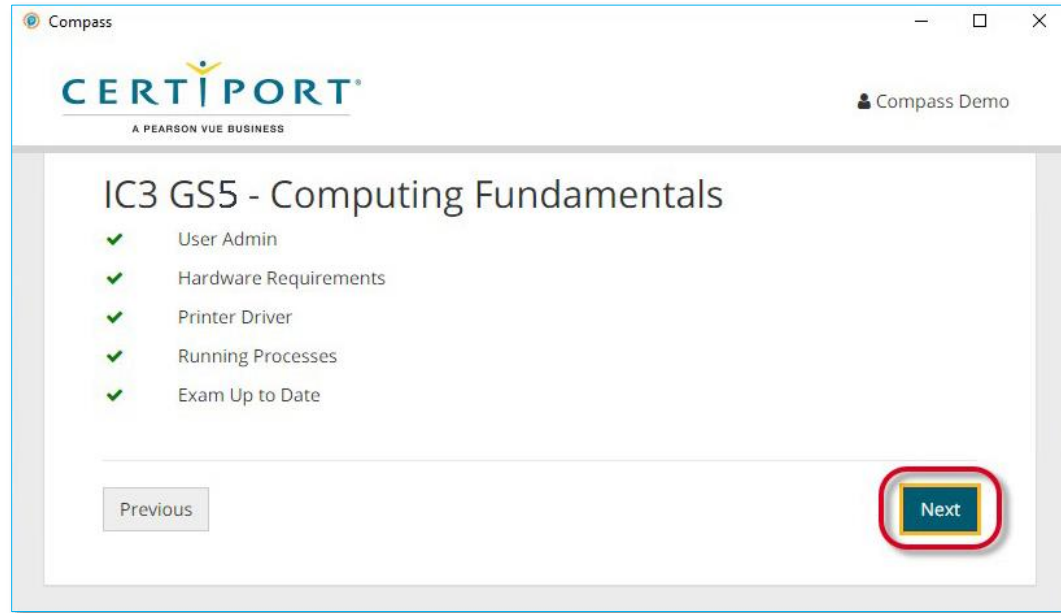 Compass
CERTIPORT
A PEARSON VUE BUSINESS
Compass Demo
IC3 GS5 - Computing Fundamentals
User Admin
Hardware Requirements
Printer Driver
Running Processes
Exam Up to Date
Previous
Next